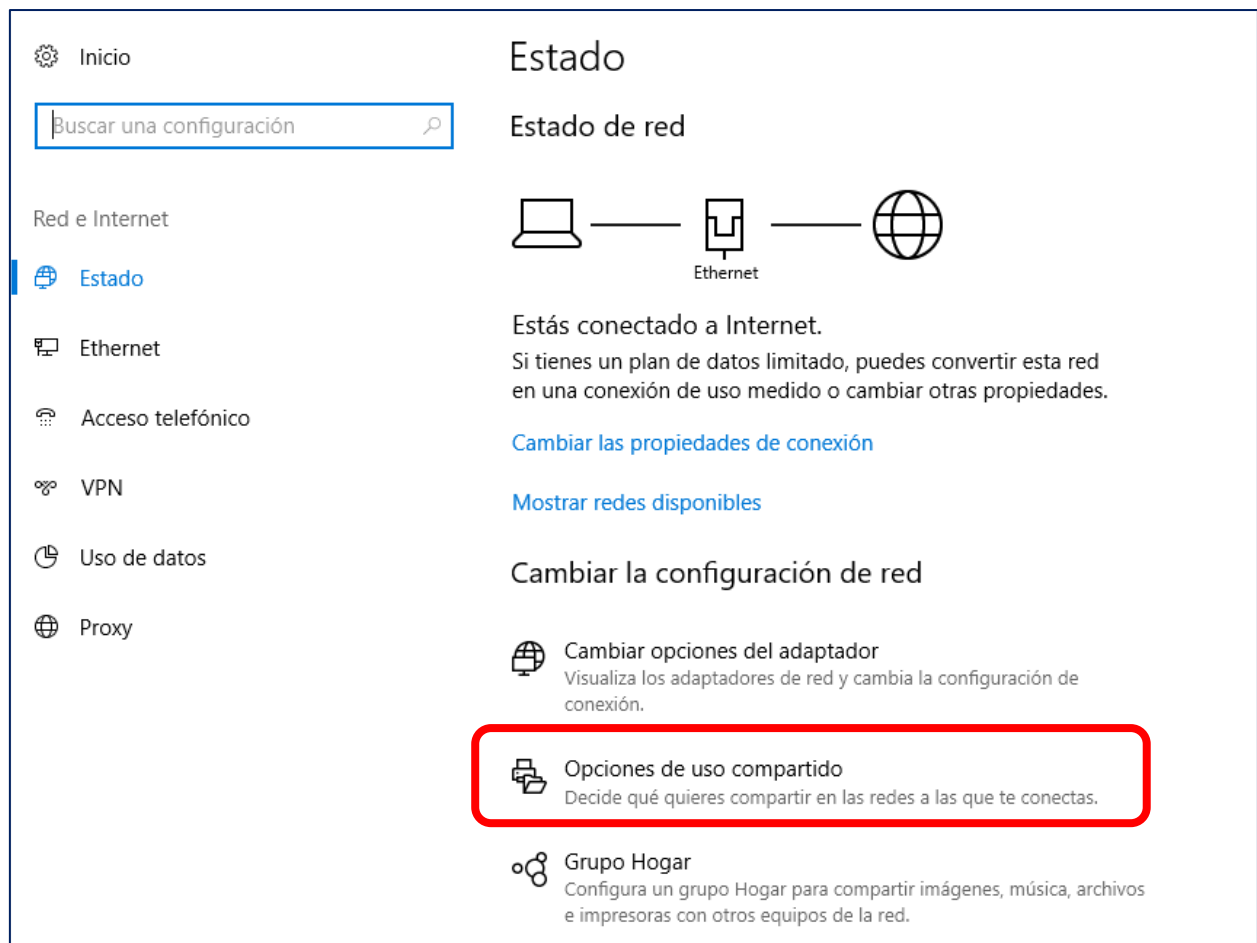 Inicio
Buscar una configuración
Red e Internet
Estado
Ethernet
Acceso telefónico
VPN
Uso de datos
Proxy
Estado
Estado de red
Ethernet
Estás conectado a Internet.
Si tienes un plan de datos limitado, puedes convertir esta red
en una conexión de uso medido o cambiar otras propiedades.
Cambiar las propiedades de conexión
Mostrar redes disponibles
Cambiar la configuración de red
Cambiar opciones del adaptador
Visualiza los adaptadores de red y cambia la configuración de
conexión.
Opciones de uso compartido
Decide qué quieres compartir en las redes a las que te conectas.
Grupo Hogar
Configura un grupo Hogar para compartir imágenes, música, archivos
e impresoras con otros equipos de la red.